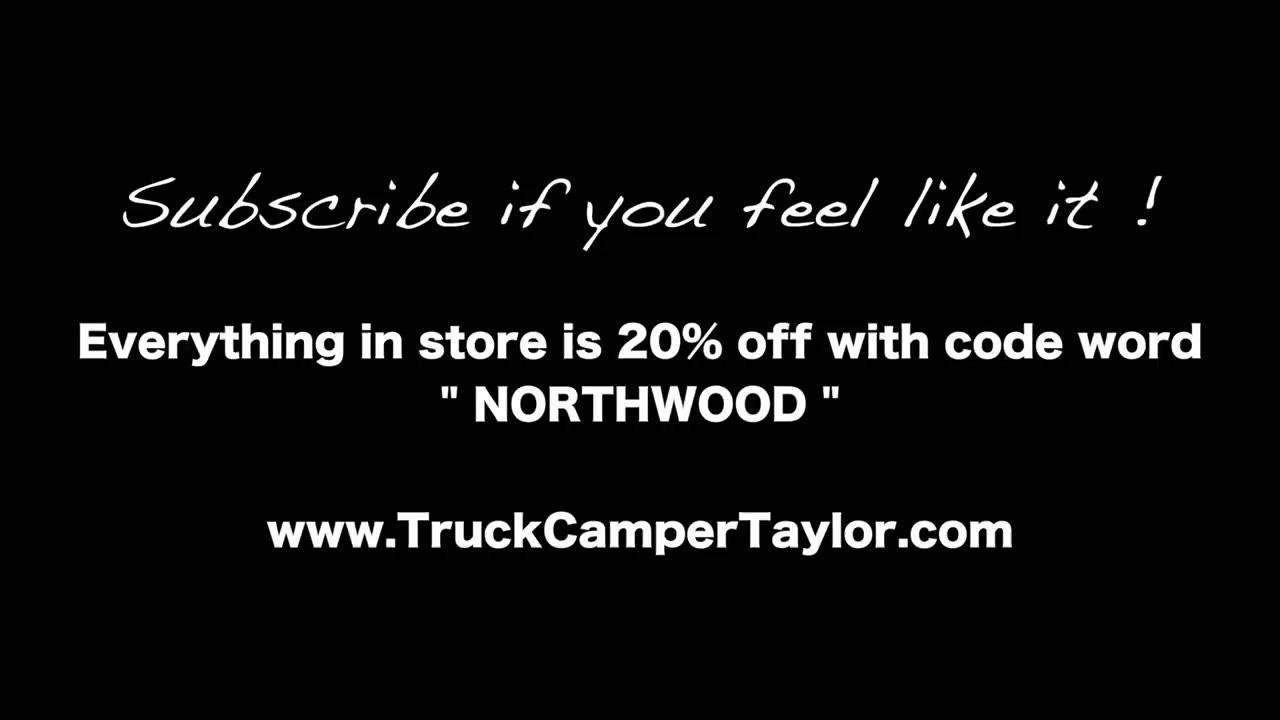 Subscribe if you feel like it !
Everything in store is 20% off with code word
" NORTHWOOD "
www.TruckCamperTaylor.com